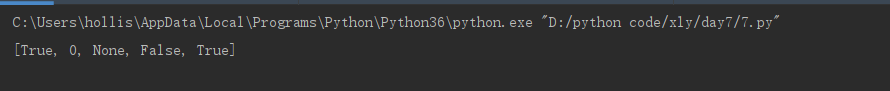 C:\Users\hollis\AppData\Local\Programs\Python\Python36\python.exe "D:/python code/xly/day7/7.py"
[True, 0, None, False, True]